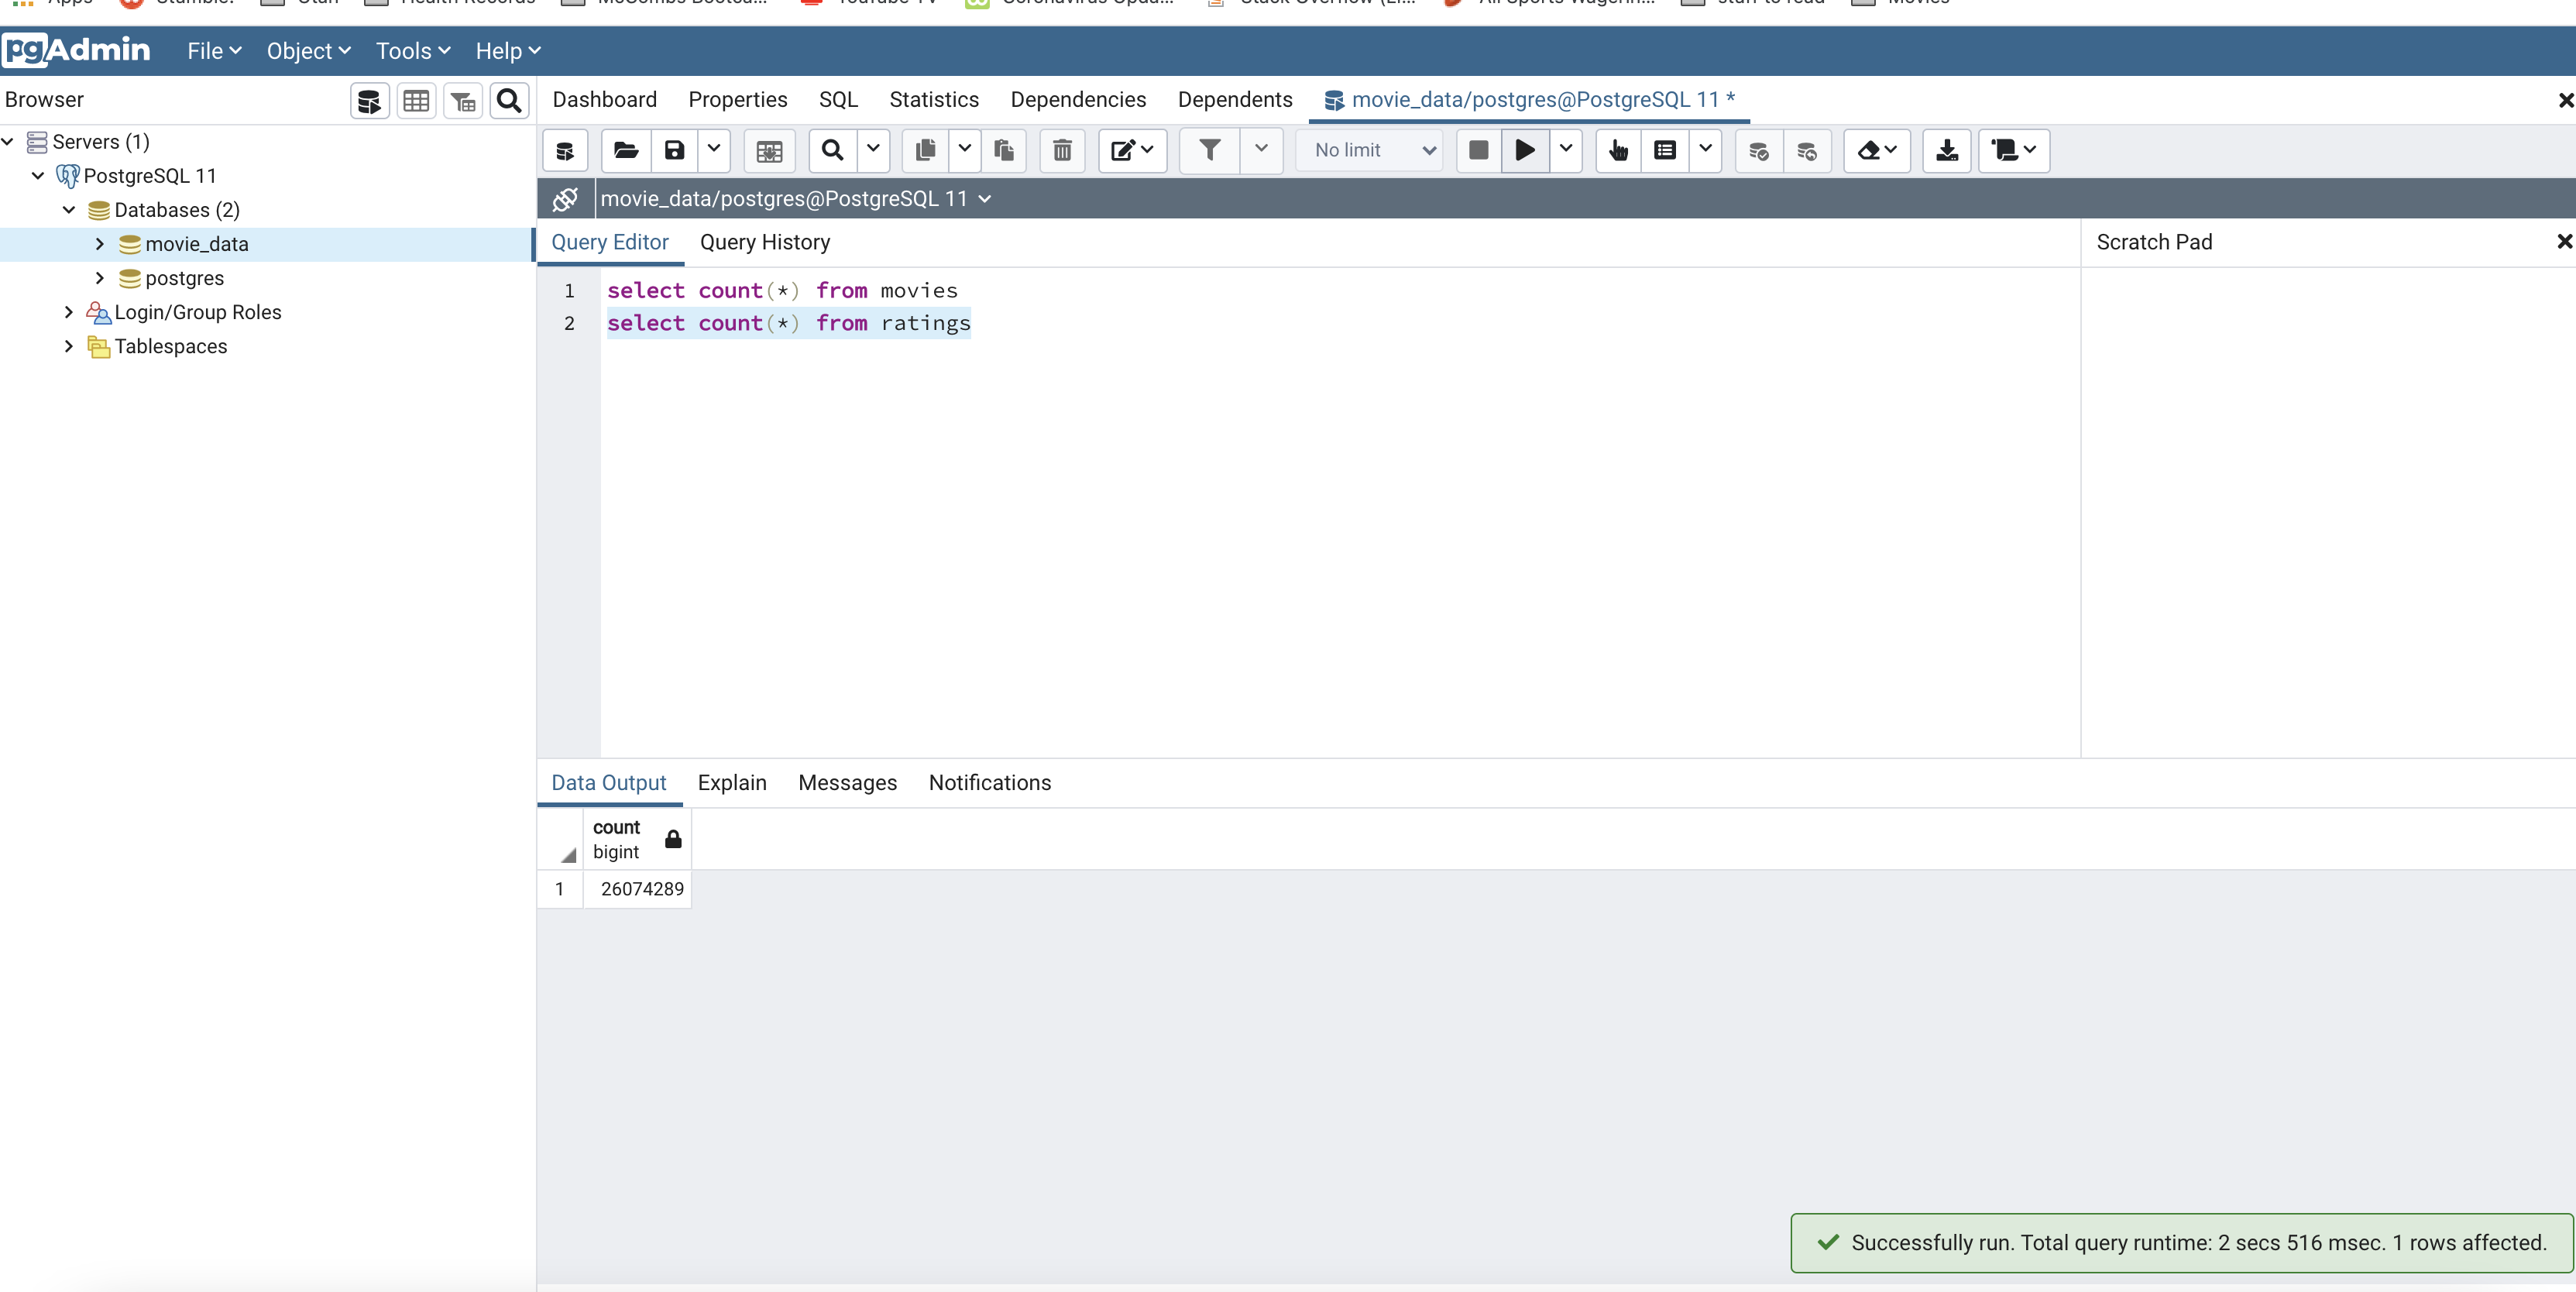 pgAdmin File Object Tools Help
Browser
Servers (1)
PostgreSQL 11
Databases (2)
movie_data
postgres
Login/Group Roles
Tablespaces
Dashboard Properties SQL Statistics Dependencies Dependents movie_data/postgres@PostgreSQL 11 *
No limit
movie_data/postgres@PostgreSQL 11
Query Editor Query History
Scratch Pad
1 select count(*) from movies
2 select count(*) from ratings
Data Output Explain Messages Notifications
count
bigint
1 26074289
Successfully run. Total query runtime: 2 secs 516 msec. 1 rows affected.